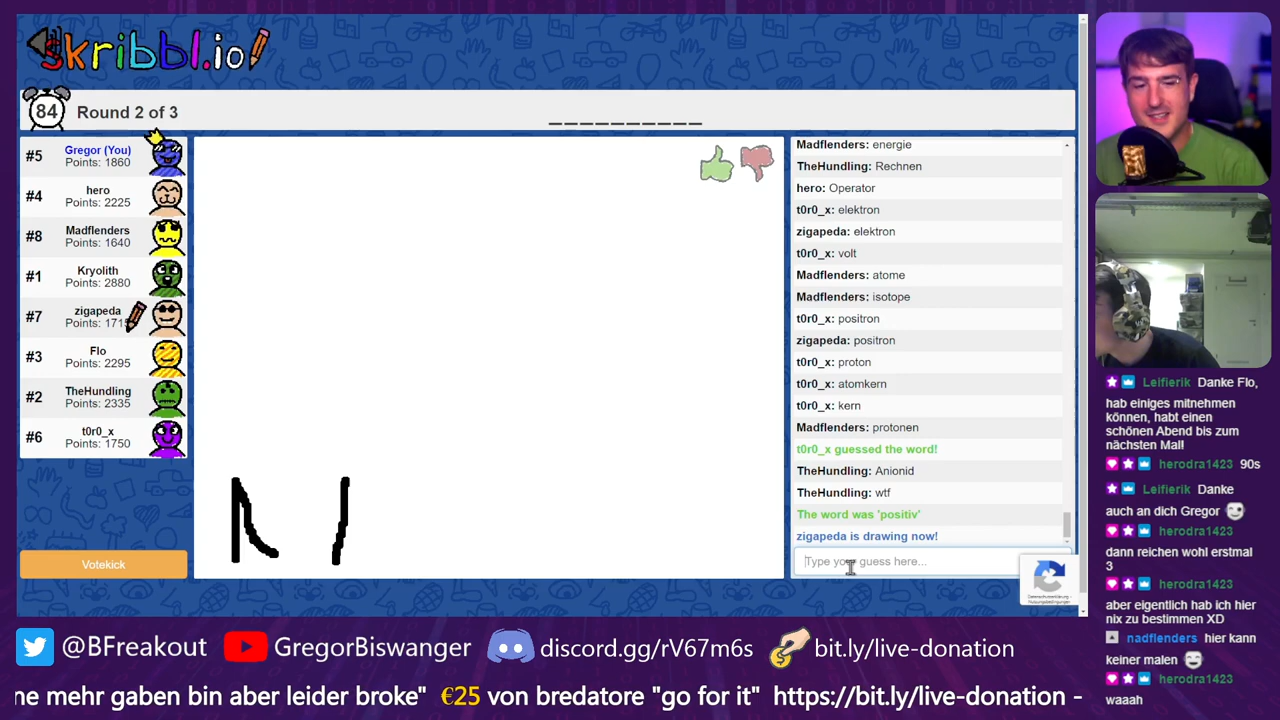 skribbl.io
84
Round 2 of 3
__________
#5
Gregor (You)
Points: 1860
#4
hero
Points: 2225
#8
Madflenders
Points: 1640
#1
Kryolith
Points: 2880
#7
zigapeda
Points: 1715
#3
Flo
Points: 2295
#2
TheHundling
Points: 2335
#6
t0r0_x
Points: 1750
Votekick
Madflenders: energie
TheHundling: Rechnen
hero: Operator
t0r0_x: elektron
zigapeda: elektron
t0r0_x: volt
Madflenders: atome
Madflenders: isotope
t0r0_x: positron
zigapeda: positron
t0r0_x: proton
t0r0_x: atomkern
t0r0_x: kern
Madflenders: protonen
t0r0_x guessed the word!
TheHundling: Anionid
TheHundling: wtf
The word was 'positiv'
zigapeda is drawing now!
Type your guess here...
Leifierik Danke Flo,
hab einiges mitnehmen
können, habt einen
schönen Abend bis zum
nächsten Mal!
herodra1423 90s
Leifierik Danke
auch an dich Gregor
herodra1423
dann reichen wohl erstmal
3
herodra1423
aber eigentlich hab ich hier
nix zu bestimmen XD
nadflenders hier kann
keiner malen
herodra1423
waaah
@BFreakout
GregorBiswanger
discord.gg/rV67m6s
bit.ly/live-donation
ne mehr gaben bin aber leider broke" €25 von bredatore "go for it" https://bit.ly/live-donation -